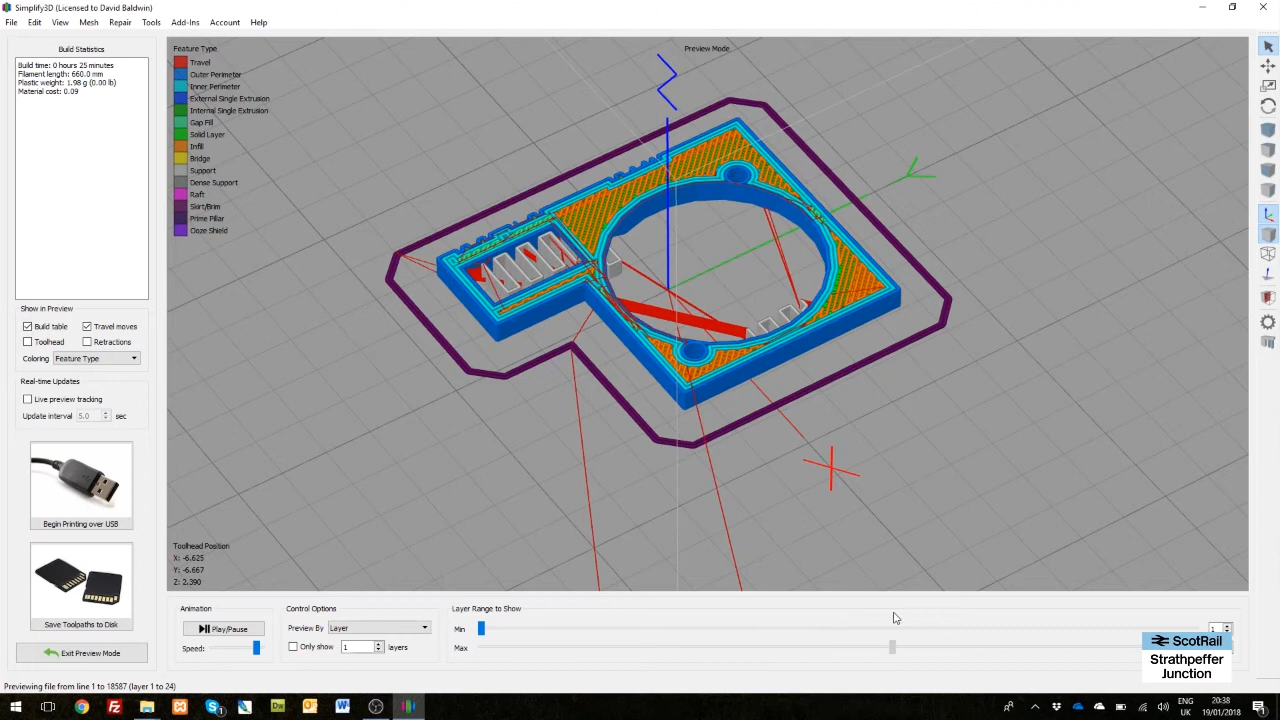 Simplify3D (Licensed to David Baldwin)
File Edit View Mesh Repair Tools Add-Ins Account Help
Build Statistics
Build time: 0 hours 25 minutes
Filament length: 660.0 mm
Plastic weight: 1.98 g (0.00 lb)
Material cost: 0.09
Show in Preview
Build table
Travel moves
Toolhead
Retractions
Coloring Feature Type
Real-time Updates
Live preview tracking
Update interval 5.0 sec
Begin Printing over USB
Save Toolpaths to Disk
Exit Preview Mode
Preview Mode
Feature Type
Travel
Outer Perimeter
Inner Perimeter
External Single Extrusion
Internal Single Extrusion
Gap Fill
Solid Layer
Infill
Bridge
Support
Dense Support
Raft
Skirt/Brim
Prime Pillar
Ooze Shield
Z
Y
X
Toolhead Position
X: -6.625
Y: -6.667
Z: 2.390
Animation
Play/Pause
Speed:
Control Options
Preview By Layer
Only show 1 layers
Layer Range to Show
Min 1
Max
ScotRail
Strathpeffer
Junction
Previewing file from line 1 to 18587 (layer 1 to 24)
ENG
UK
20:38
19/01/2018